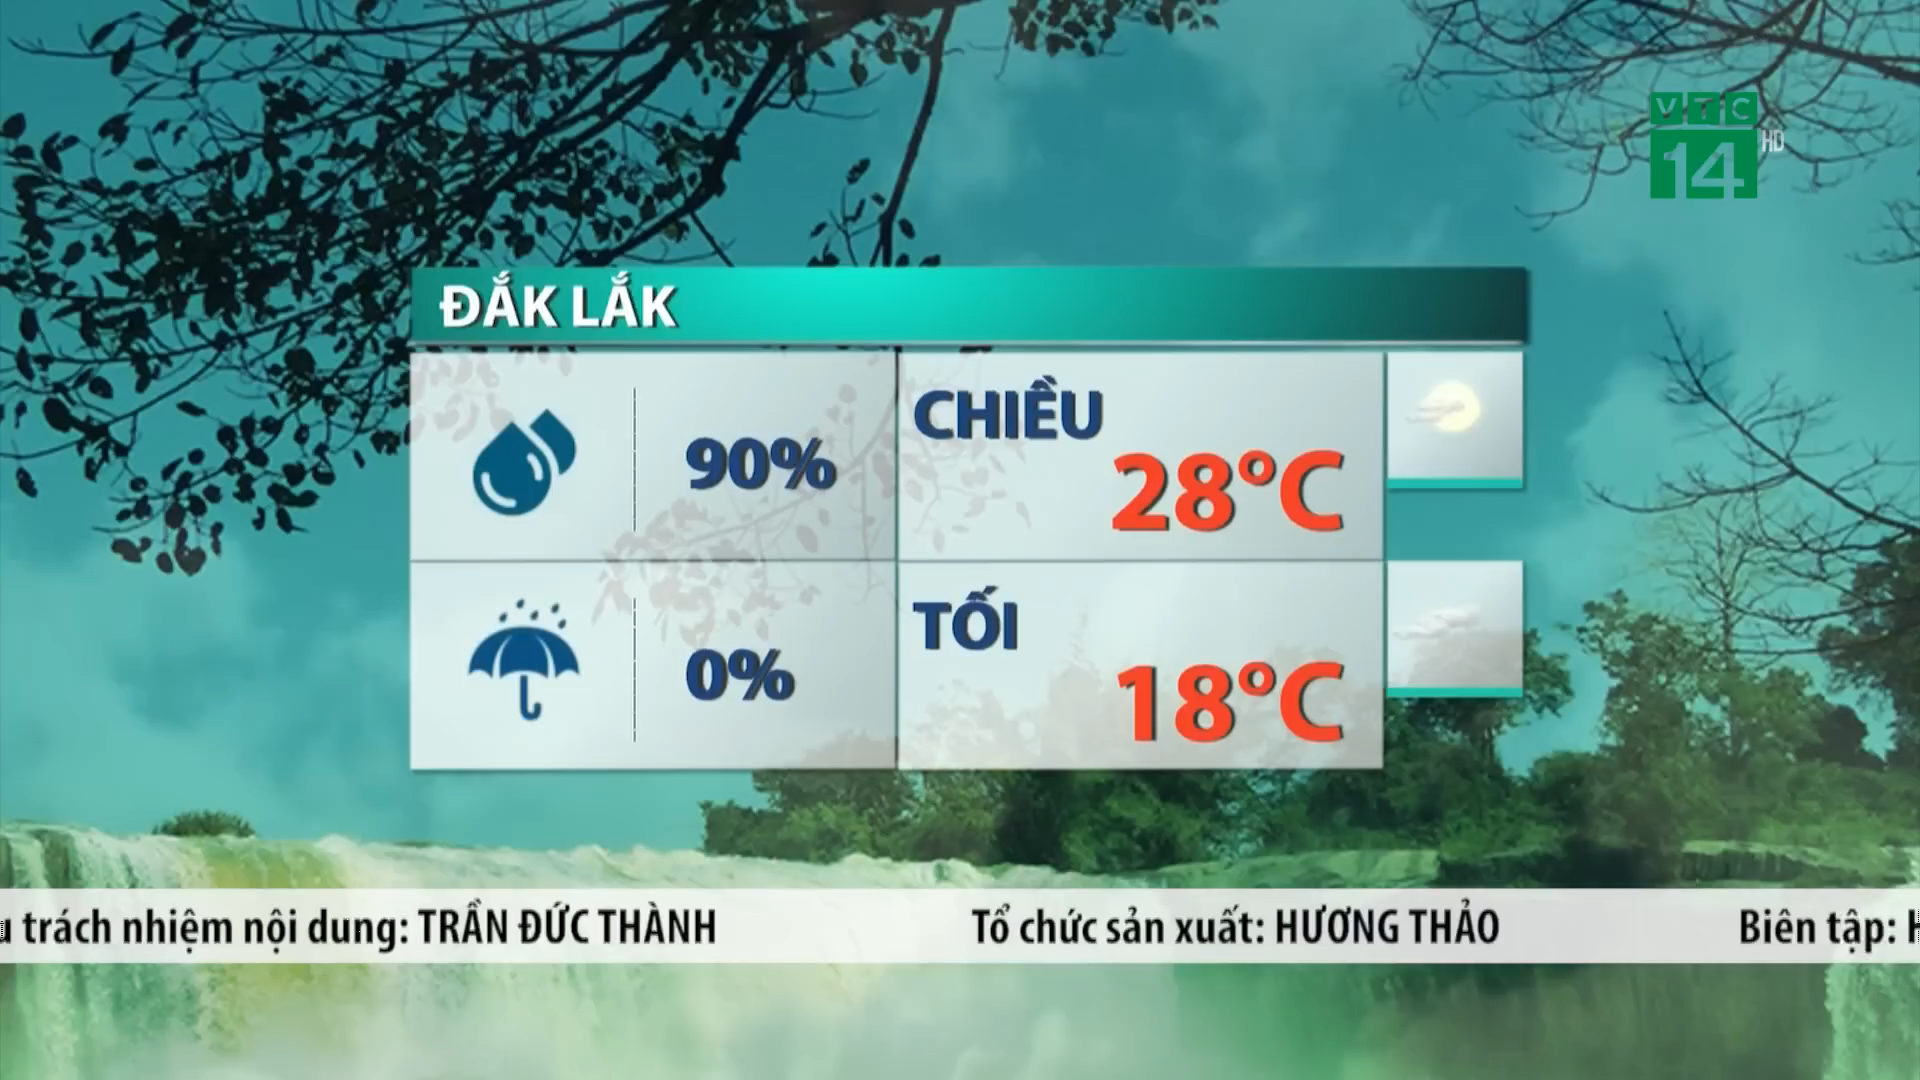 VTC
14 HD
ĐẮK LẮK
90%
CHIỀU
28°C
0%
TỐI
18°C
trách nhiệm nội dung: TRẦN ĐỨC THÀNH
Tổ chức sản xuất: HƯƠNG THẢO
Biên tập: